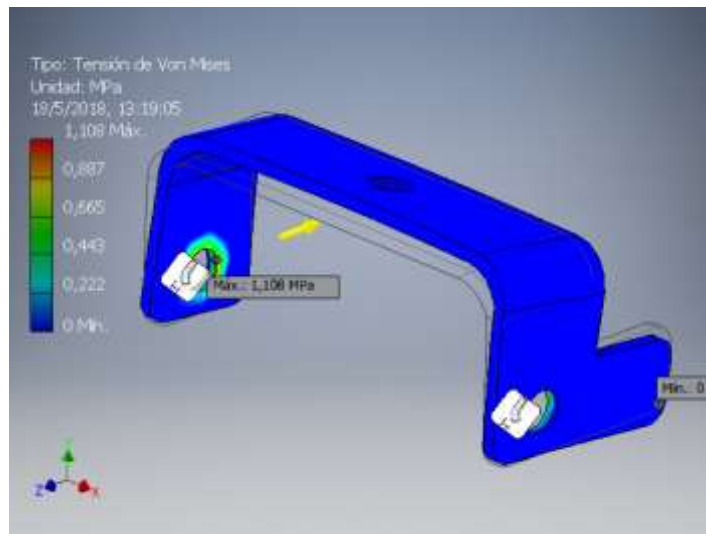 Tipo: Tensión de Von Mises
Unidad: MPa
18/5/2018, 13:19:05
1,108 Máx.
0,887
0,665
0,443
0,222
0 Mín.
Máx.: 1,108 MPa
Mín.: 0
Y
Z
X